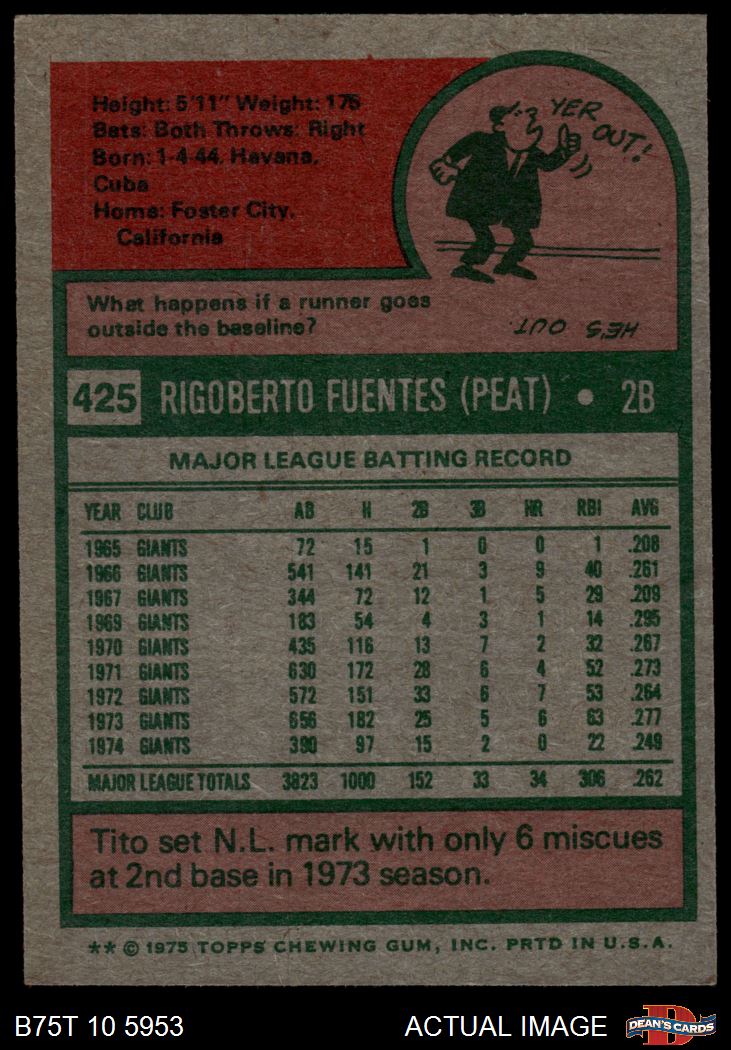 Height: 5'11" Weight: 175
Bats: Both Throws: Right
Born: 1-4-44, Havana,
Cuba
Home: Foster City,
California
YER
OUT!
What happens if a runner goes
outside the baseline?
HE'S OUT.
425 RIGOBERTO FUENTES (PEAT) • 2B
MAJOR LEAGUE BATTING RECORD
YEAR CLUB AB H 2B 3B HR RBI AVG
1965 GIANTS 72 15 1 0 0 1 .208
1966 GIANTS 541 141 21 3 9 40 .261
1967 GIANTS 344 72 12 1 5 29 .209
1969 GIANTS 183 54 4 3 1 14 .295
1970 GIANTS 435 116 13 7 2 32 .267
1971 GIANTS 630 172 28 6 4 52 .273
1972 GIANTS 572 151 33 6 7 53 .264
1973 GIANTS 656 182 25 5 6 63 .277
1974 GIANTS 390 97 15 2 0 22 .249
MAJOR LEAGUE TOTALS 3823 1000 152 33 34 306 .262
Tito set N.L. mark with only 6 miscues
at 2nd base in 1973 season.
** © 1975 TOPPS CHEWING GUM, INC. PRTD IN U.S.A.
B75T 10 5953 ACTUAL IMAGE D DEAN'S CARDS